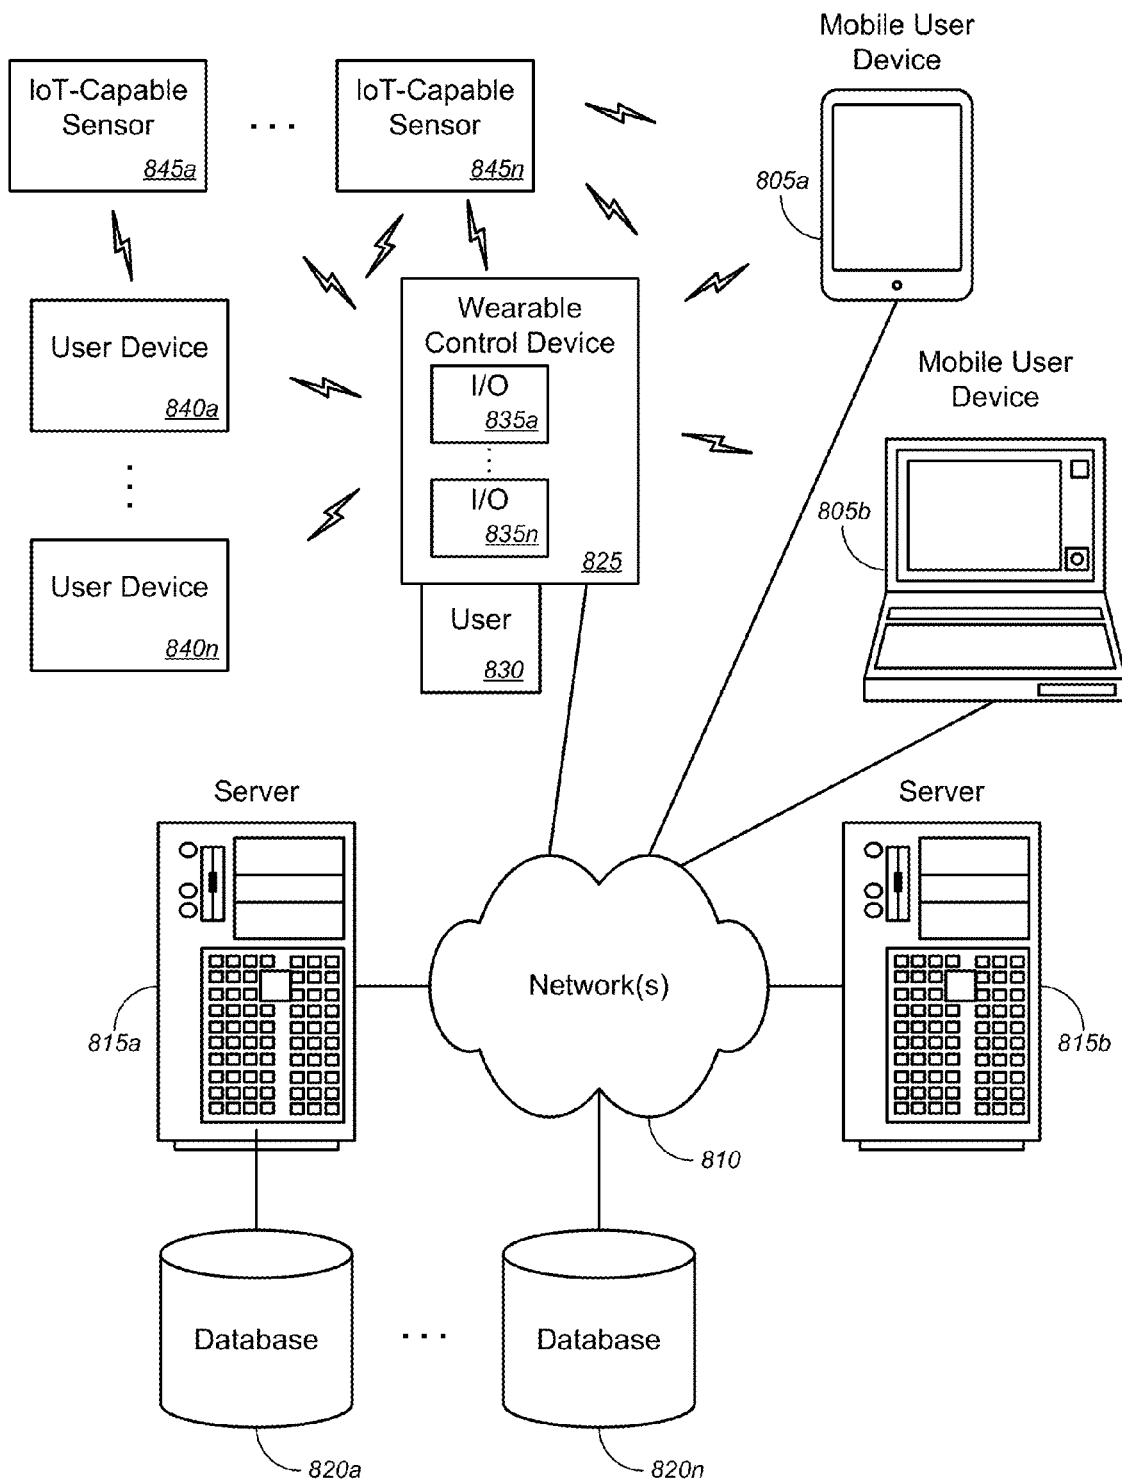 Mobile User
Device
805a
IoT-Capable
Sensor
845a
. . .
IoT-Capable
Sensor
845n
User Device
840a
User Device
840n
Wearable
Control Device
I/O
835a
I/O
835n
825
User
830
Mobile User
Device
805b
Server
815a
Server
815b
Network(s)
810
Database
820a
. . .
Database
820n